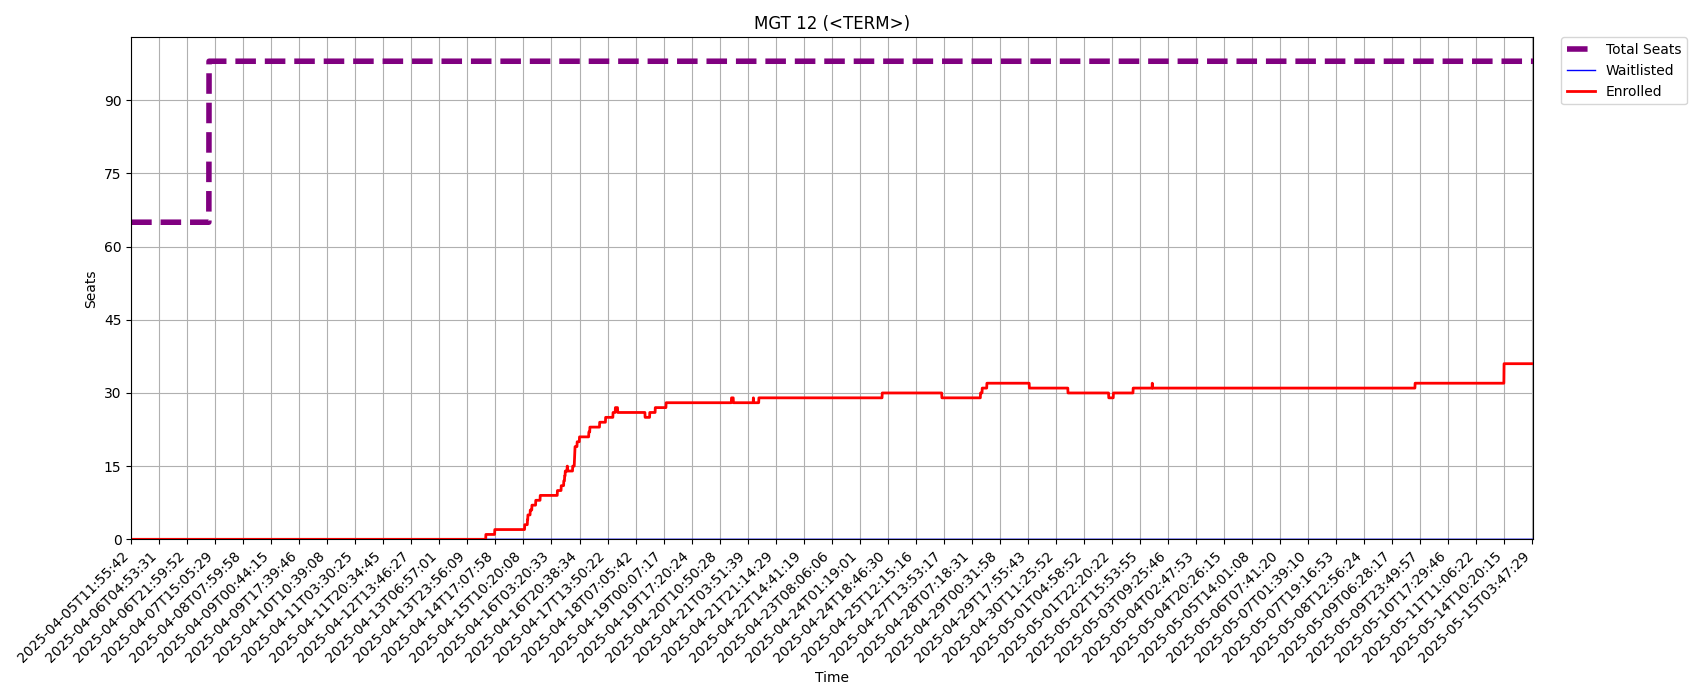 MGT 12 (<TERM>)
Total Seats
Waitlisted
Enrolled
Seats
90
75
60
45
30
15
0
2025-04-05T11:55:42
2025-04-06T04:53:31
2025-04-06T21:59:52
2025-04-07T15:05:29
2025-04-08T07:59:58
2025-04-09T00:44:15
2025-04-09T17:39:46
2025-04-10T10:39:08
2025-04-11T03:30:25
2025-04-11T20:34:45
2025-04-12T13:46:27
2025-04-13T06:57:01
2025-04-13T23:56:09
2025-04-14T17:07:58
2025-04-15T10:20:08
2025-04-16T03:20:33
2025-04-16T20:38:34
2025-04-17T13:50:22
2025-04-18T07:05:42
2025-04-19T00:07:17
2025-04-19T17:20:24
2025-04-20T10:50:28
2025-04-21T03:51:39
2025-04-21T21:14:29
2025-04-22T14:41:19
2025-04-23T08:06:06
2025-04-24T01:19:01
2025-04-24T18:46:30
2025-04-25T12:15:16
2025-04-27T13:53:17
2025-04-28T07:18:31
2025-04-29T00:31:58
2025-04-29T17:55:43
2025-04-30T11:25:52
2025-05-01T04:58:52
2025-05-01T22:20:22
2025-05-02T15:53:55
2025-05-03T09:25:46
2025-05-04T02:47:53
2025-05-04T20:26:15
2025-05-05T14:01:08
2025-05-06T07:41:20
2025-05-07T01:39:10
2025-05-07T19:16:53
2025-05-08T12:56:24
2025-05-09T06:28:17
2025-05-09T23:49:57
2025-05-10T17:29:46
2025-05-11T11:06:22
2025-05-14T10:20:15
2025-05-15T03:47:29
Time